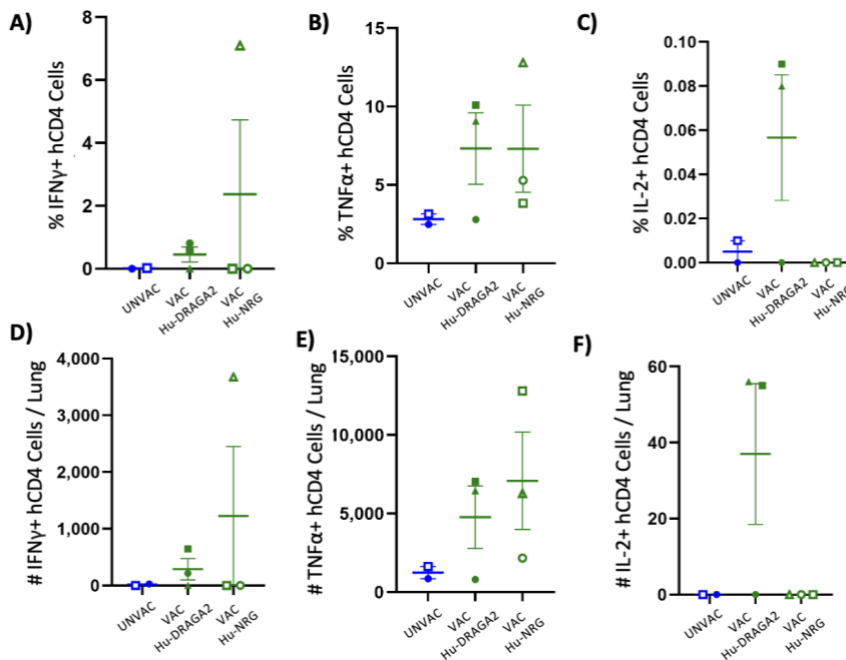 A)
% IFNγ+ hCD4 Cells
8
6
4
2
0
UNVAC
VAC
Hu-DRAGA2
VAC
Hu-NRG
B)
% TNFα+ hCD4 Cells
15
10
5
0
UNVAC
VAC
Hu-DRAGA2
VAC
Hu-NRG
C)
% IL-2+ hCD4 Cells
0.10
0.08
0.06
0.04
0.02
0.00
UNVAC
VAC
Hu-DRAGA2
VAC
Hu-NRG
D)
# IFNγ+ hCD4 Cells / Lung
4,000
3,000
2,000
1,000
0
UNVAC
VAC
Hu-DRAGA2
VAC
Hu-NRG
E)
# TNFα+ hCD4 Cells / Lung
15,000
10,000
5,000
0
UNVAC
VAC
Hu-DRAGA2
VAC
Hu-NRG
F)
# IL-2+ hCD4 Cells / Lung
60
40
20
0
UNVAC
VAC
Hu-DRAGA2
VAC
Hu-NRG